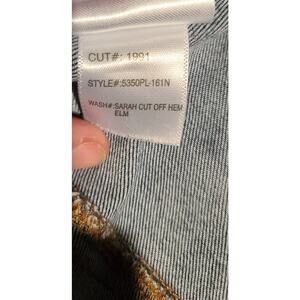 CUT#: 1991
STYLE#:5350PL-161N
WASH#:SARAH CUT OFF HEM
ELM